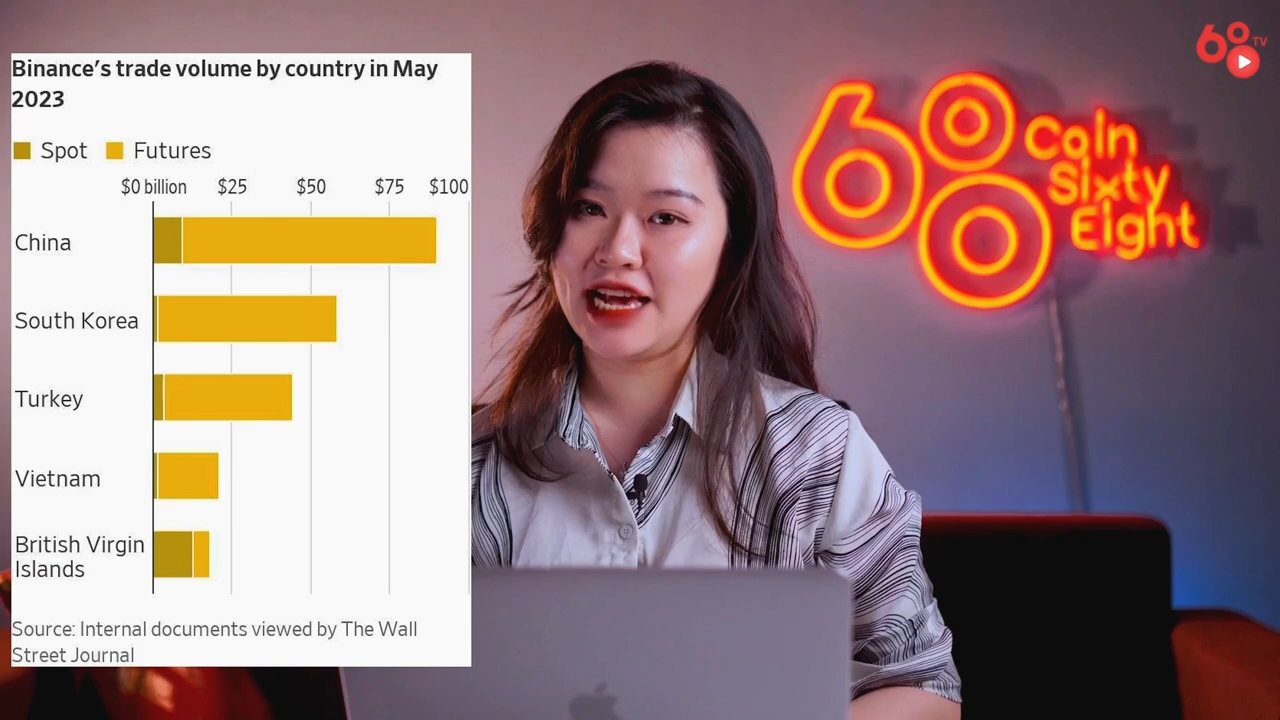 Binance's trade volume by country in May
2023
Spot Futures
$0 billion $25 $50 $75 $100
China
South Korea
Turkey
Vietnam
British Virgin
Islands
Source: Internal documents viewed by The Wall
Street Journal
68
Coin
Sixty
Eight
68 TV